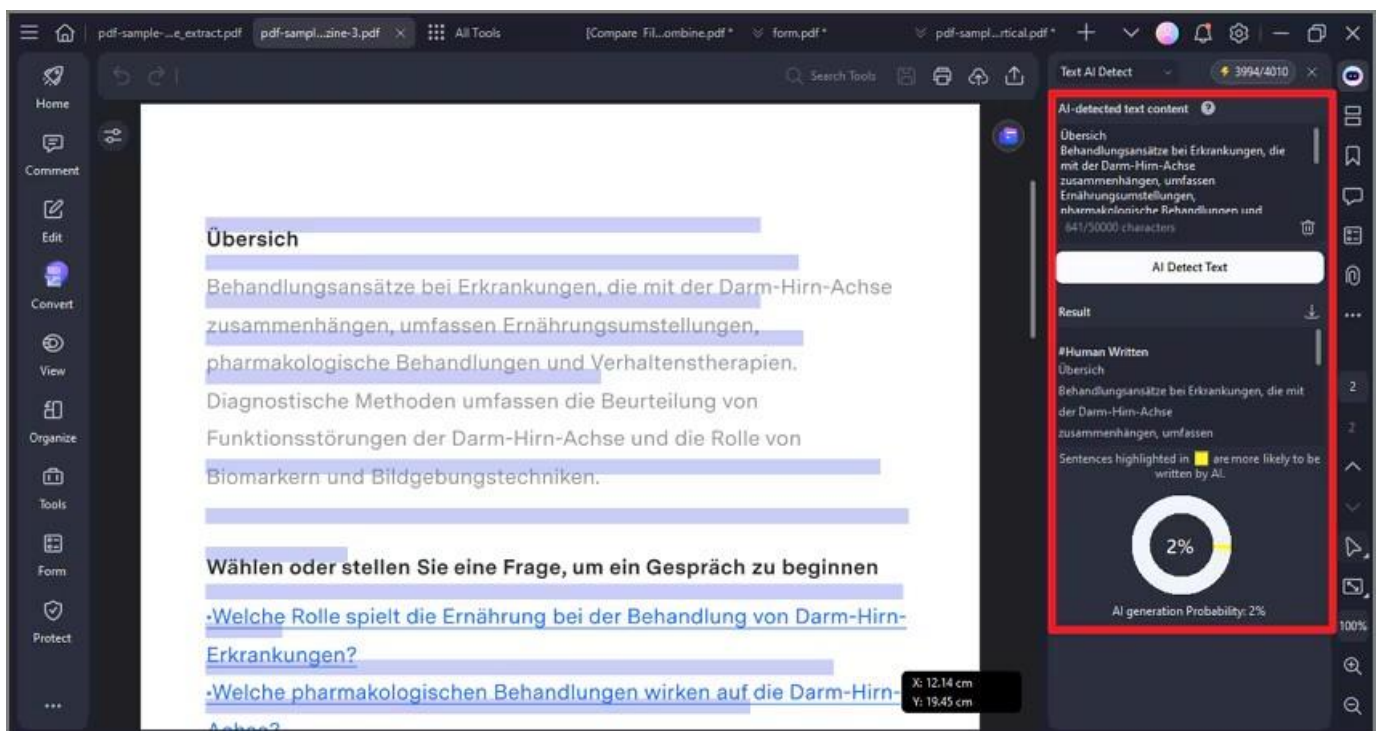 pdf-sample-...e_extract.pdf
pdf-sampl...zine-3.pdf
All Tools
[Compare Fil...ombine.pdf *
form.pdf *
pdf-sampl...rtical.pdf *
Home
Comment
Edit
Convert
View
Organize
Tools
Form
Protect
Search Tools
Übersich
Behandlungsansätze bei Erkrankungen, die mit der Darm-Hirn-Achse
zusammenhängen, umfassen Ernährungsumstellungen,
pharmakologische Behandlungen und Verhaltenstherapien.
Diagnostische Methoden umfassen die Beurteilung von
Funktionsstörungen der Darm-Hirn-Achse und die Rolle von
Biomarkern und Bildgebungstechniken.
Wählen oder stellen Sie eine Frage, um ein Gespräch zu beginnen
•Welche Rolle spielt die Ernährung bei der Behandlung von Darm-Hirn-
Erkrankungen?
•Welche pharmakologischen Behandlungen wirken auf die Darm-Hirn-
Achse?
X: 12.14 cm
Y: 19.45 cm
Text AI Detect
3994/4010
AI-detected text content
Übersich
Behandlungsansätze bei Erkrankungen, die
mit der Darm-Hirn-Achse
zusammenhängen, umfassen
Ernährungsumstellungen,
pharmakologische Behandlungen und
641/50000 characters
AI Detect Text
Result
#Human Written
Übersich
Behandlungsansätze bei Erkrankungen, die mit
der Darm-Hirn-Achse
zusammenhängen, umfassen
Sentences highlighted in are more likely to be
written by AI.
2%
AI generation Probability: 2%
2
2
100%